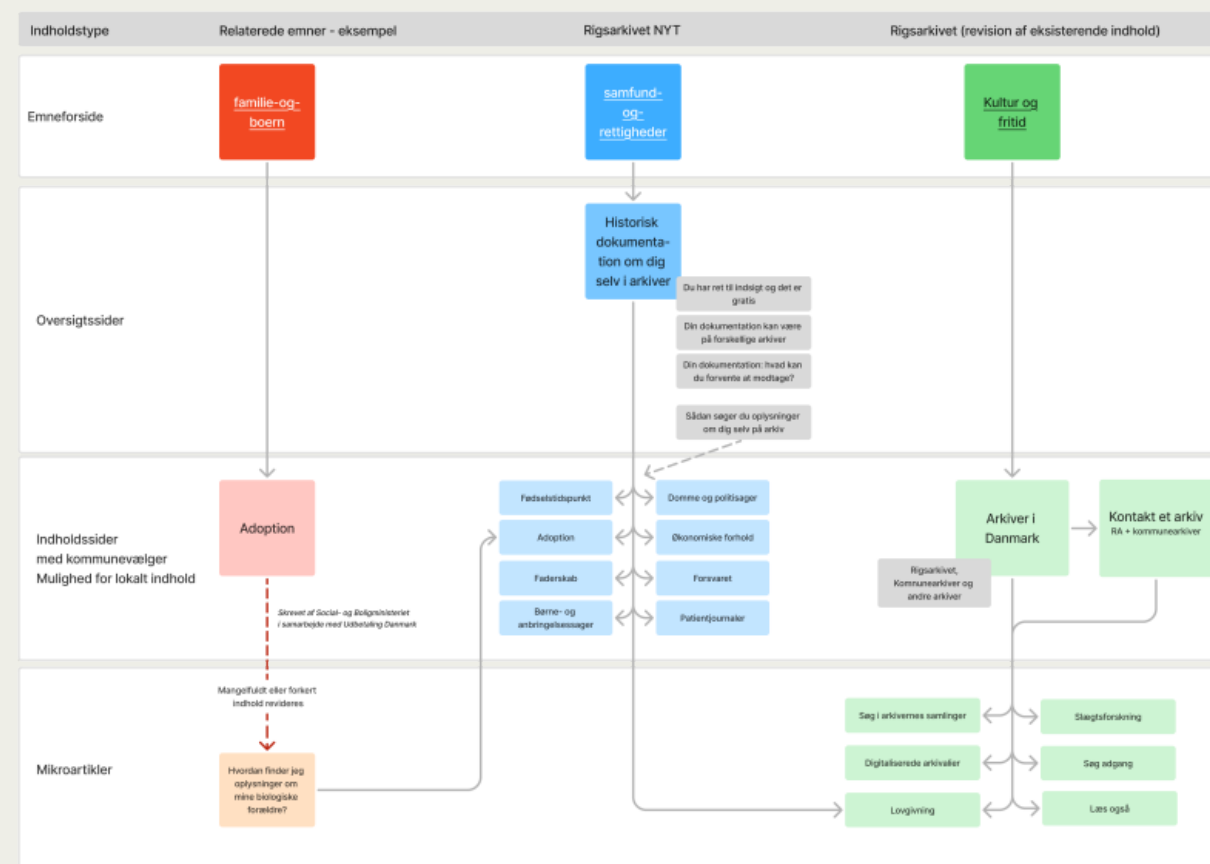 Indholdstype
Relaterede emner - eksempel
Rigsarkivet NYT
Rigsarkivet (revision af eksisterende indhold)
Emneforside
familie-og-
boern
samfund-
og-
rettigheder
Kultur og
fritid
Oversigtssider
Historisk
dokumenta-
tion om dig
selv i arkiver
Du har ret til indsigt og det er
gratis
Din dokumentation kan være
på forskellige arkiver
Din dokumentation: hvad kan
du forvente at modtage?
Sådan søger du oplysninger
om dig selv på arkiv
Indholdssider
med kommunevælger
Mulighed for lokalt indhold
Adoption
Skrevet af Social- og Boligministeriet
i samarbejde med Udbetaling Danmark
Fødselstidspunkt
Domme og politisager
Adoption
Økonomiske forhold
Faderskab
Forsvaret
Børne- og
anbringelsessager
Patientjournaler
Arkiver i
Danmark
Rigsarkivet,
Kommunearkiver og
andre arkiver
Kontakt et arkiv
RA + kommunearkiver
Mikroartikler
Mangelfuldt eller forkert
indhold revideres
Hvordan finder jeg
oplysninger om
mine biologiske
forældre?
Søg i arkivernes samlinger
Slægtsforskning
Digitaliserede arkivalier
Søg adgang
Lovgivning
Læs også